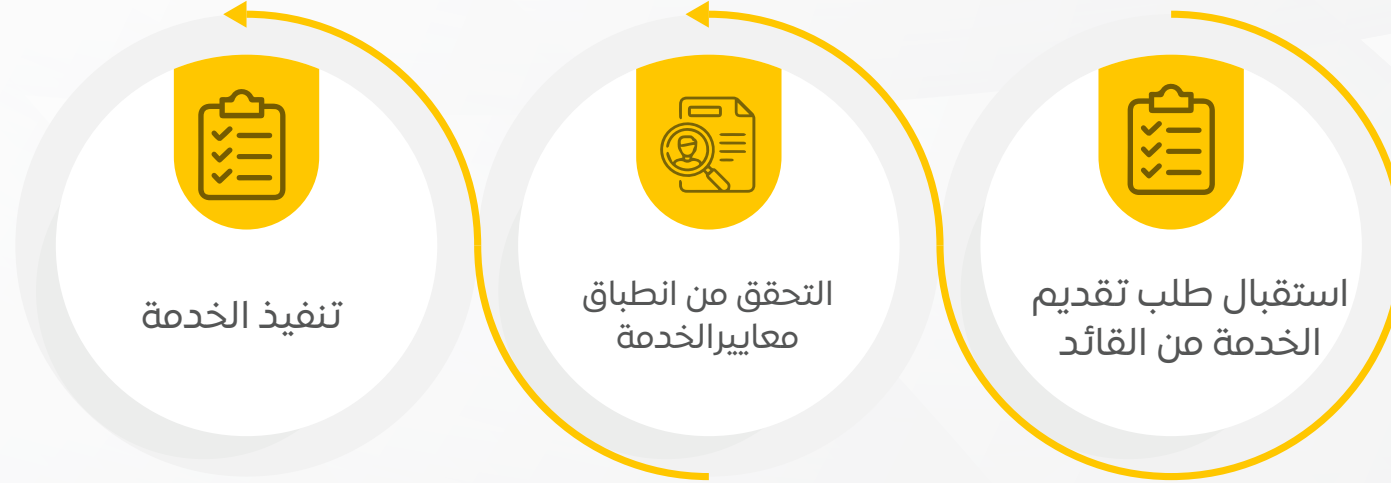 استقبال طلب تقديم
الخدمة من القائد
التحقق من انطباق
معاييرالخدمة
تنفيذ الخدمة